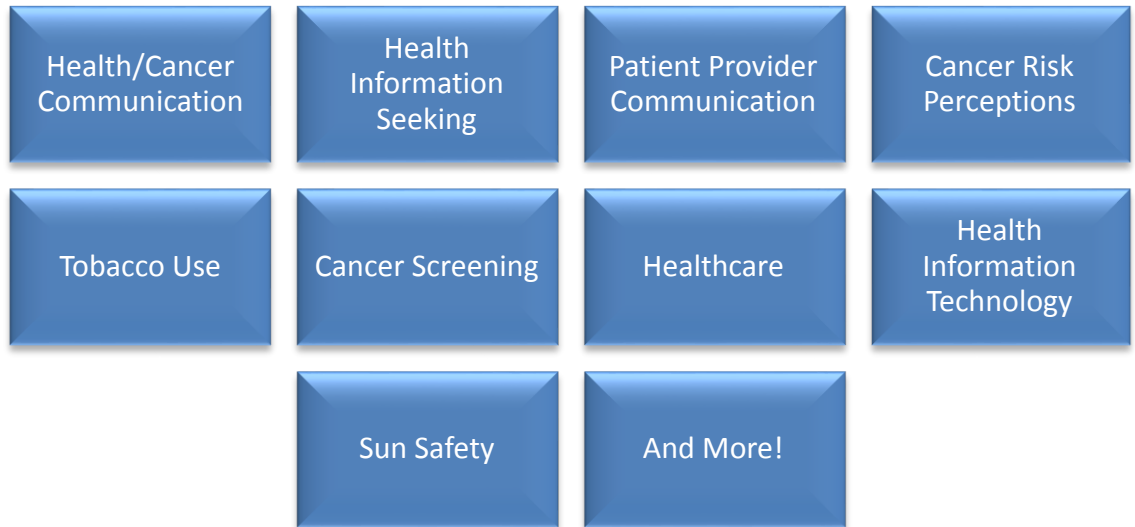 Health/Cancer
Communication
Health
Information
Seeking
Patient Provider
Communication
Cancer Risk
Perceptions
Tobacco Use
Cancer Screening
Healthcare
Health
Information
Technology
Sun Safety
And More!